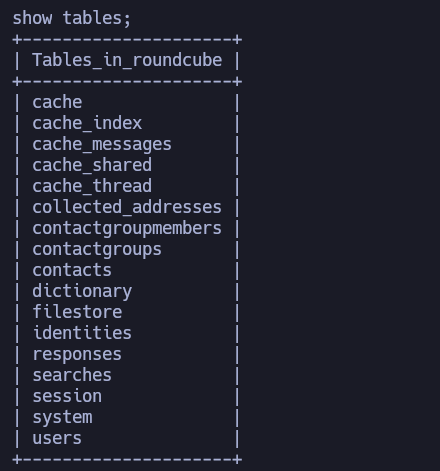 show tables;
+----------------------+
| Tables_in_roundcube |
+----------------------+
| cache               |
| cache_index         |
| cache_messages      |
| cache_shared        |
| cache_thread        |
| collected_addresses |
| contactgroupmembers |
| contactgroups       |
| contacts            |
| dictionary          |
| filestore           |
| identities          |
| responses           |
| searches            |
| session             |
| system              |
| users               |
+----------------------+